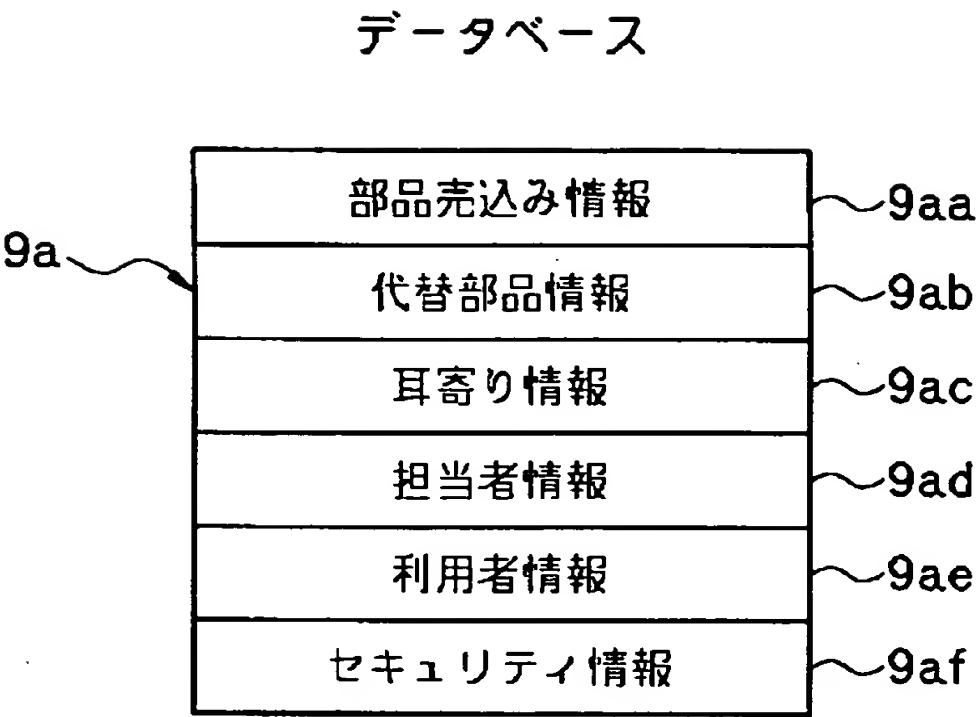 データベース
部品売込み情報 9aa
9a
代替部品情報 9ab
耳寄り情報 9ac
担当者情報 9ad
利用者情報 9ae
セキュリティ情報 9af